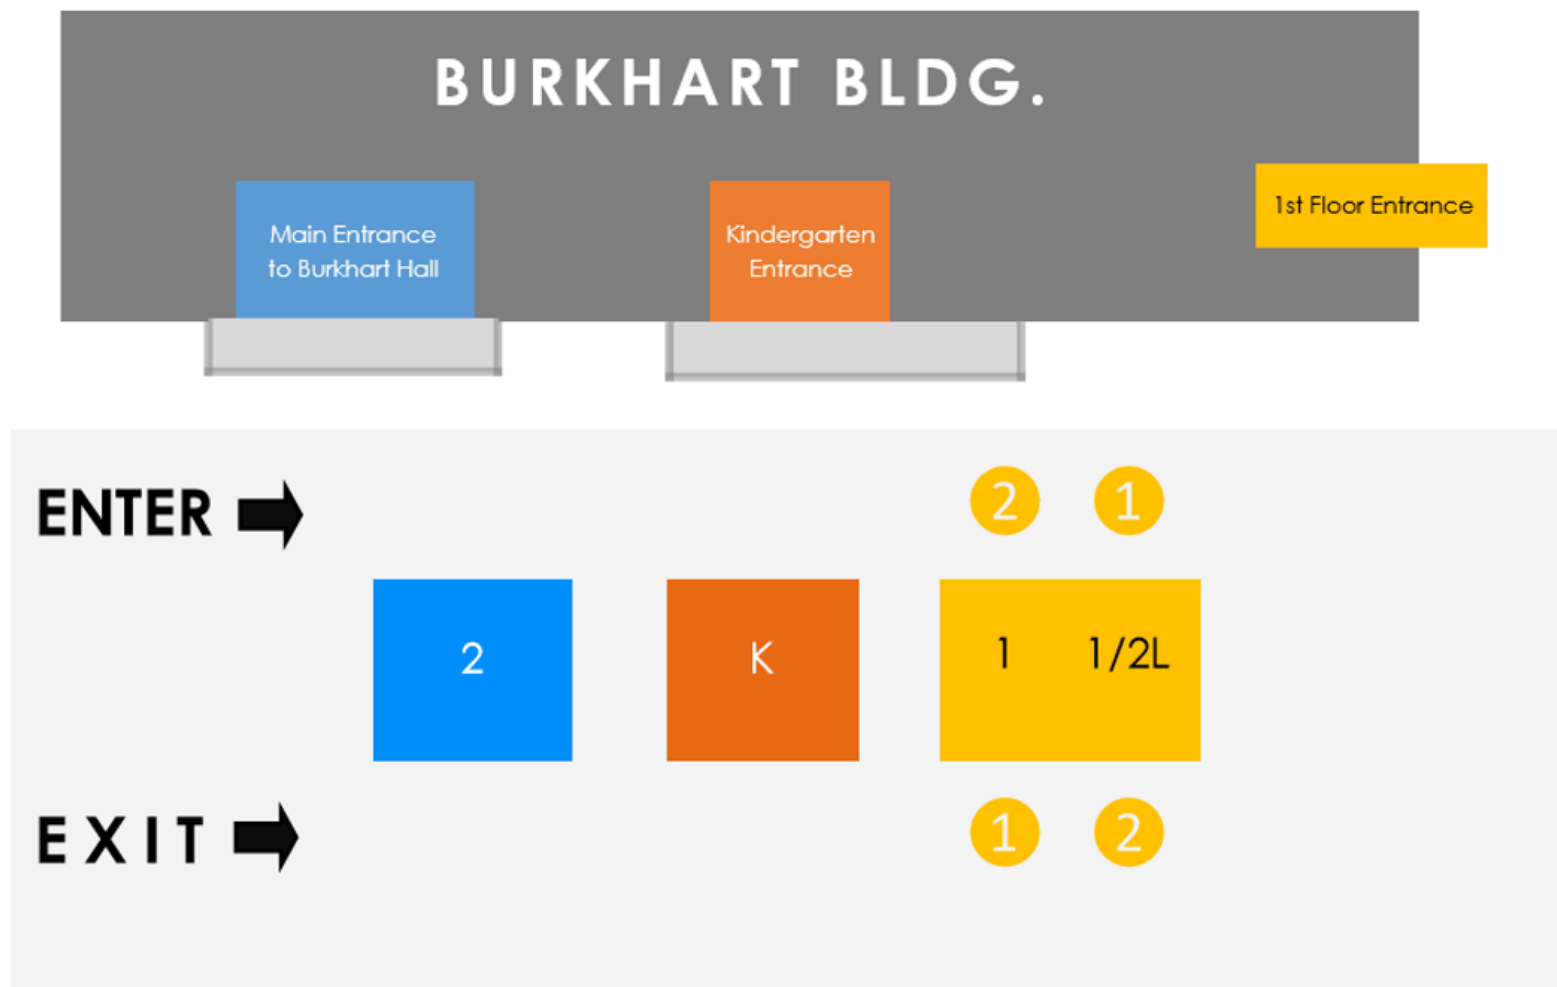 BURKHART BLDG.
Main Entrance
to Burkhart Hall
Kindergarten
Entrance
1st Floor Entrance
ENTER
2 1
2
K
1 1/2L
EXIT
1 2